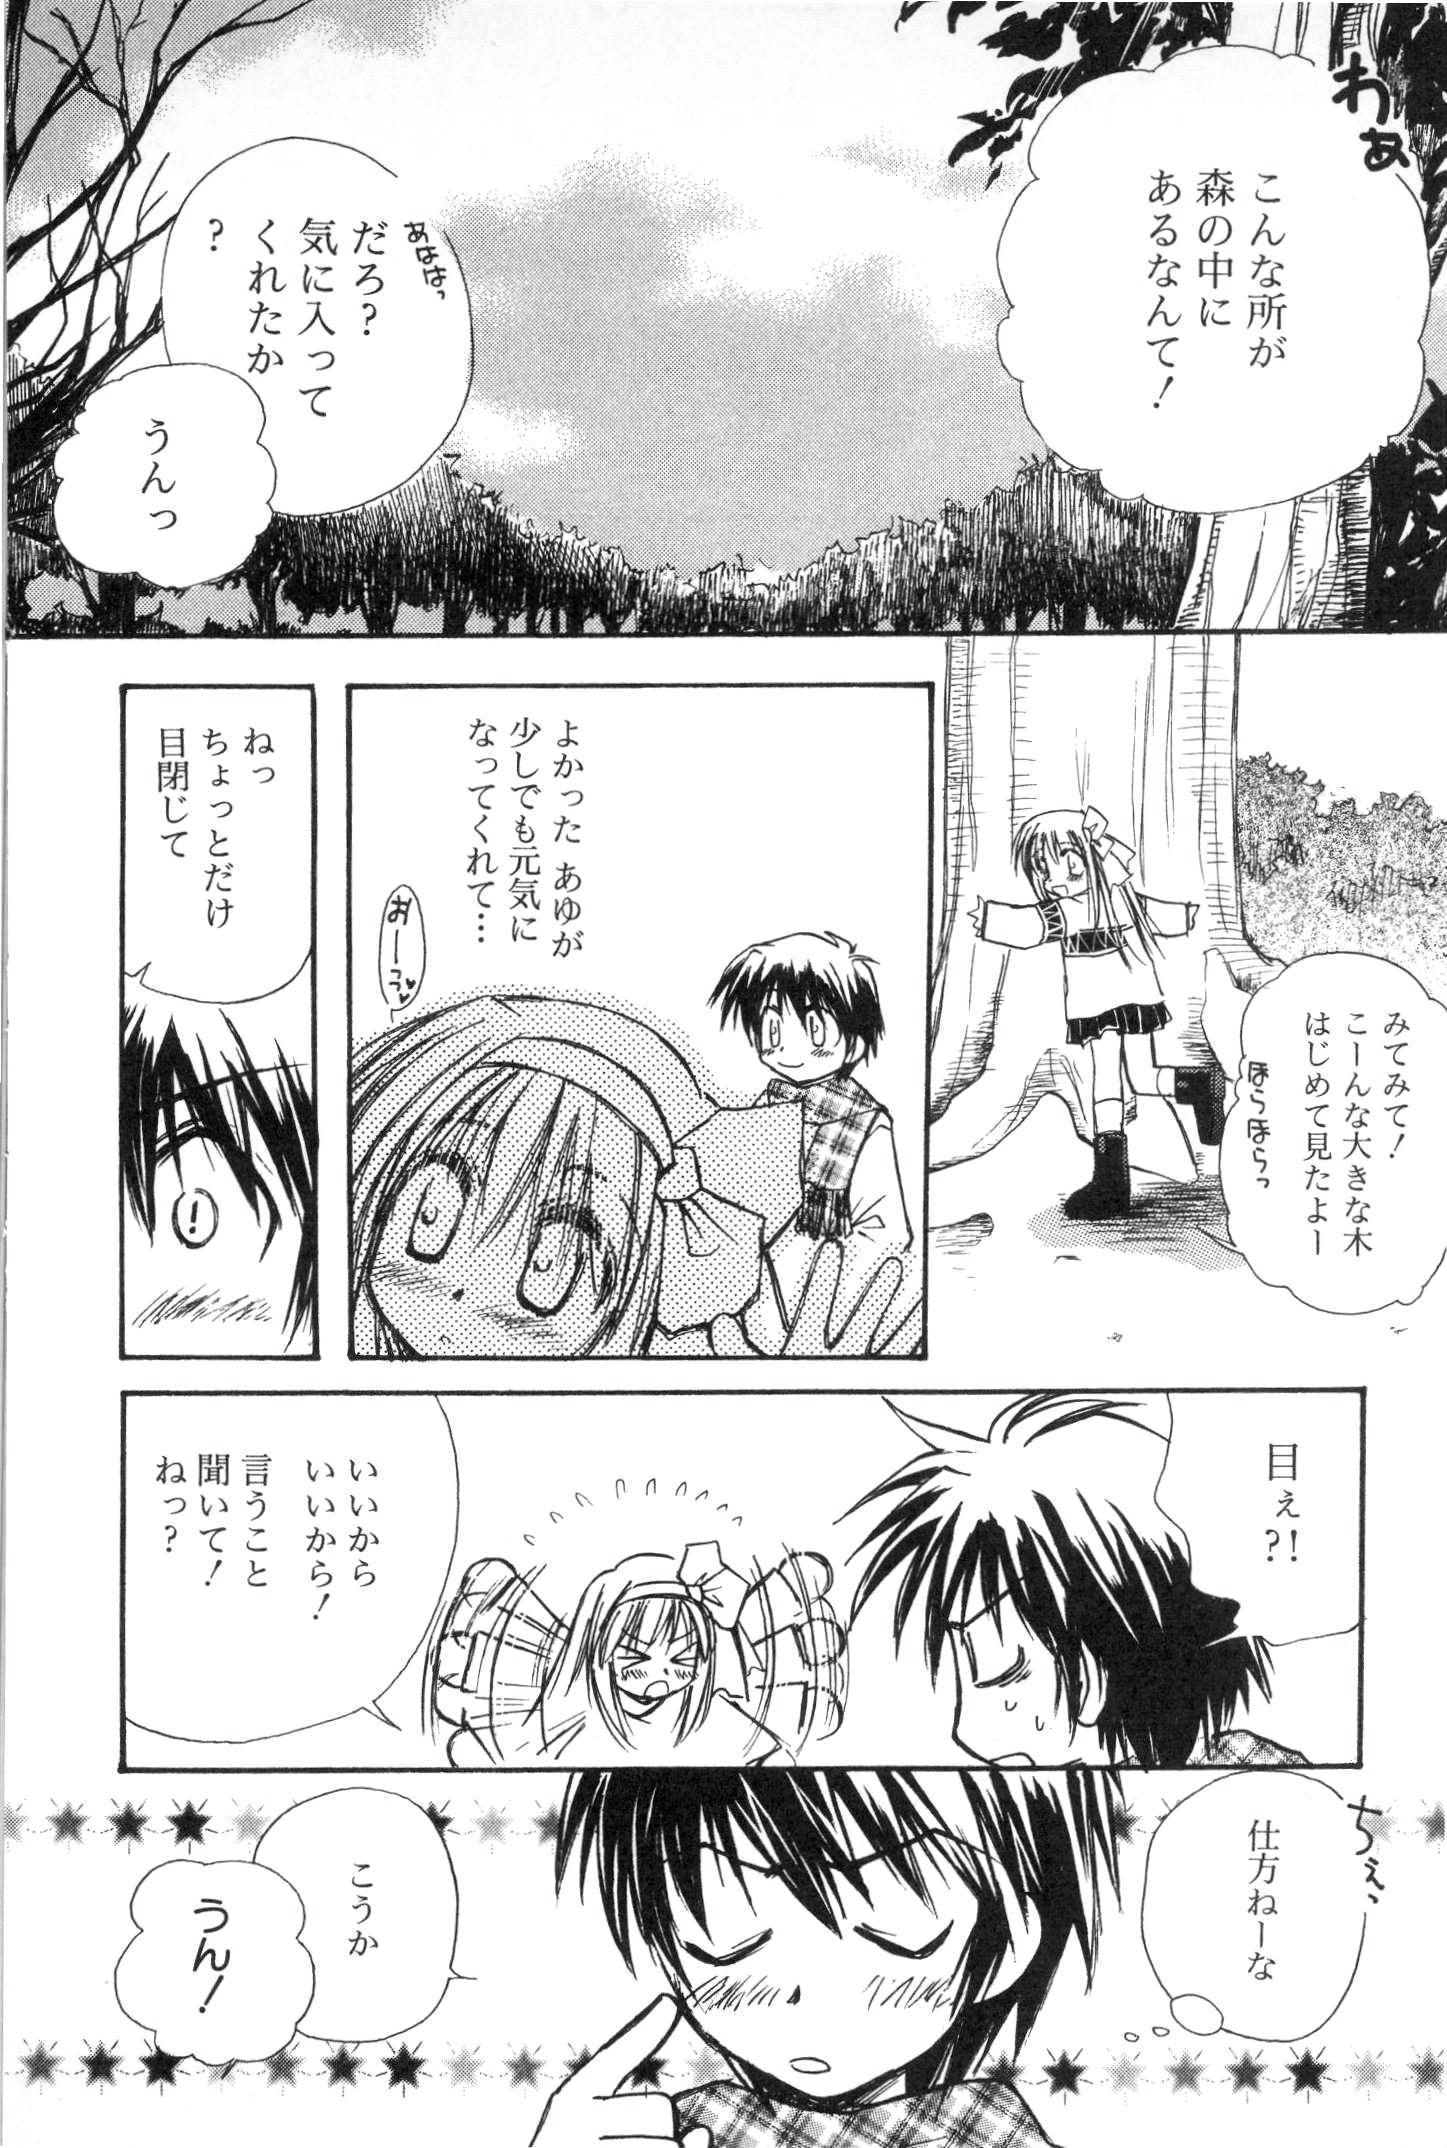 わぁ
こんな所が
森の中に
あるなんて！
あははっ
だろ？
気に入って
くれたか
？
うんっ
みてみて！
こーんな大きな木
はじめて見たよー
ほらほらっ
よかった あゆが
少しでも元気に
なってくれて…
おーっ
ねっ
ちょっとだけ
目閉じて
！
目ぇ?!
いいから
いいから！
言うこと
聞いて！
ねっ？
ちぇっ
仕方ねーな
こうか
うん！